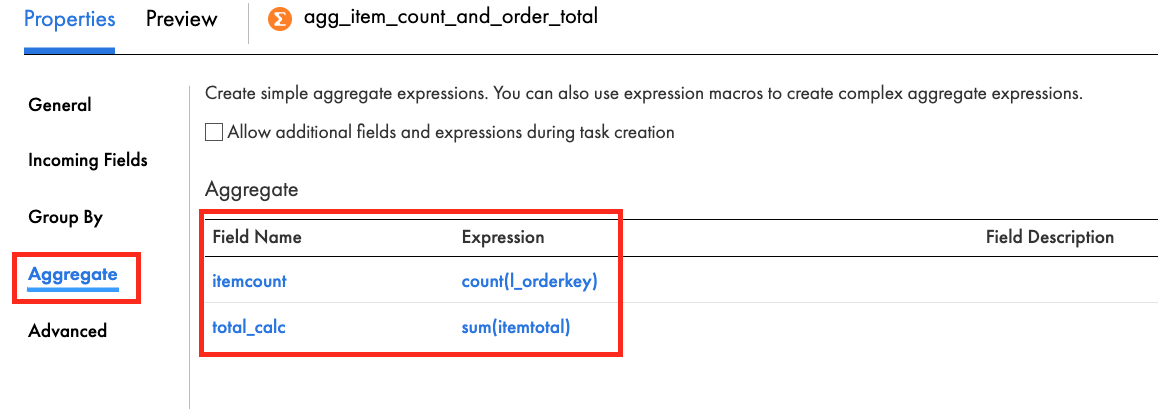 Properties Preview agg_item_count_and_order_total
General
Incoming Fields
Group By
Aggregate
Advanced
Create simple aggregate expressions. You can also use expression macros to create complex aggregate expressions.
Allow additional fields and expressions during task creation
Aggregate
Field Name Expression Field Description
itemcount count(l_orderkey)
total_calc sum(itemtotal)